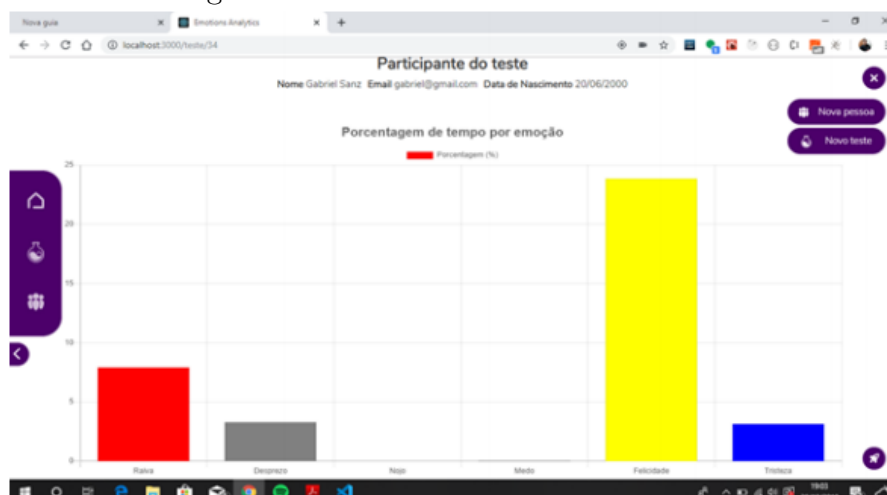 Nova guia
Emotions Analytics
localhost:3000/teste/34
Participante do teste
Nome Gabriel Sanz Email gabriel@gmail.com Data de Nascimento 20/06/2000
Nova pessoa
Novo teste
Porcentagem de tempo por emoção
Porcentagem (%)
25
20
15
10
5
0
Raiva Desprezo Nojo Medo Felicidade Tristeza
19:03